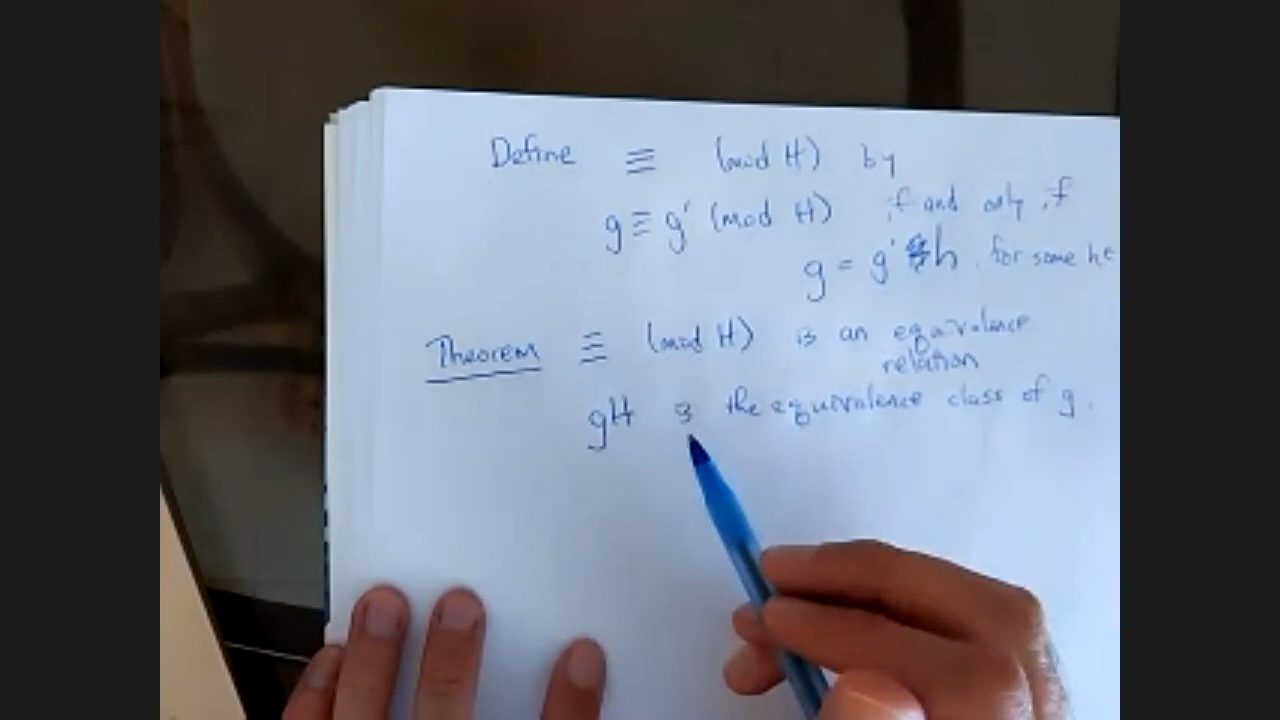 Define ≡ (mod H) by
g ≡ g' (mod H) if and only if
g = g' h . for some h ∈
Theorem ≡ (mod H) is an equivalence
relation
gH is the equivalence class of g.